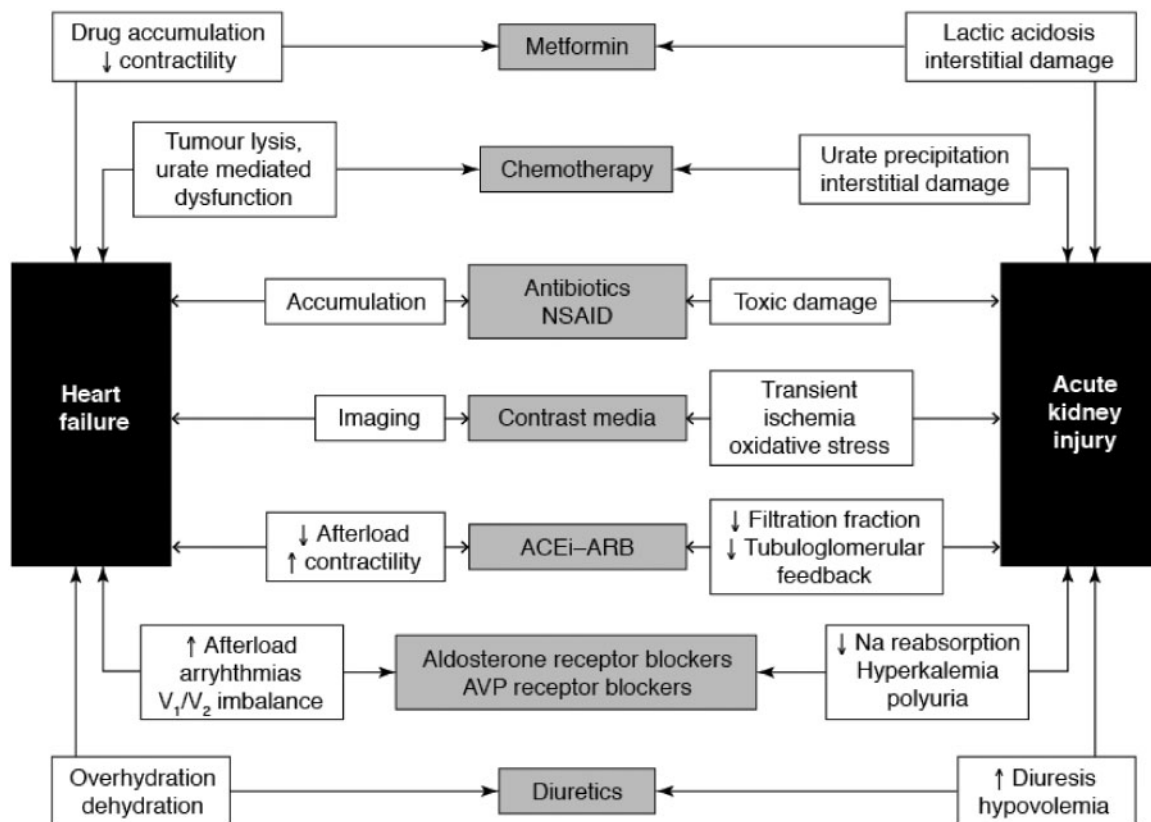 Drug accumulation
↓ contractility
Metformin
Lactic acidosis
interstitial damage
Tumour lysis,
urate mediated
dysfunction
Chemotherapy
Urate precipitation
interstitial damage
Heart
failure
Accumulation
Antibiotics
NSAID
Toxic damage
Imaging
Contrast media
Transient
ischemia
oxidative stress
Acute
kidney
injury
↓ Afterload
↑ contractility
ACEi–ARB
↓ Filtration fraction
↓ Tubuloglomerular
feedback
↑ Afterload
arryhthmias
V₁/V₂ imbalance
Aldosterone receptor blockers
AVP receptor blockers
↓ Na reabsorption
Hyperkalemia
polyuria
Overhydration
dehydration
Diuretics
↑ Diuresis
hypovolemia